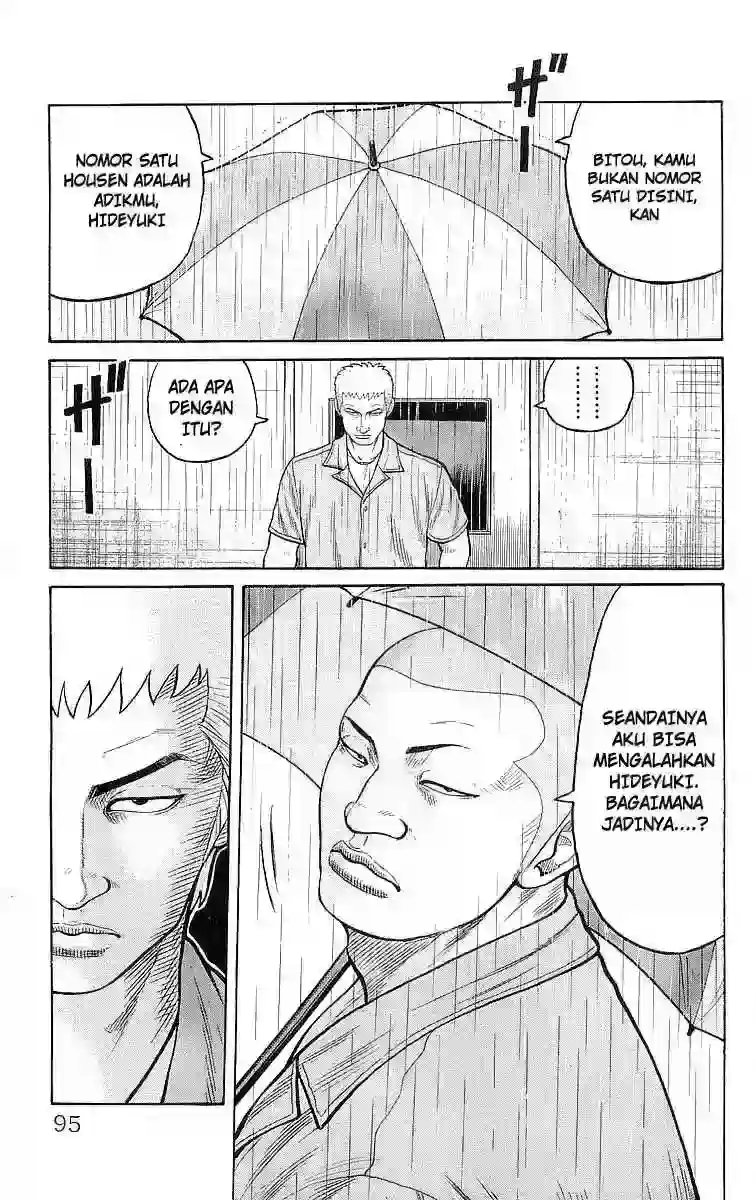 ザー
BITOU, KAMU
BUKAN NOMOR
SATU DISINI,
KAN
NOMOR SATU
HOUSEN ADALAH
ADIKMU,
HIDEYUKI
......
......
ADA APA
DENGAN
ITU?
ザー
SEANDAINYA
AKU BISA
MENGALAHKAN
HIDEYUKI.
BAGAIMANA
JADINYA....?
95